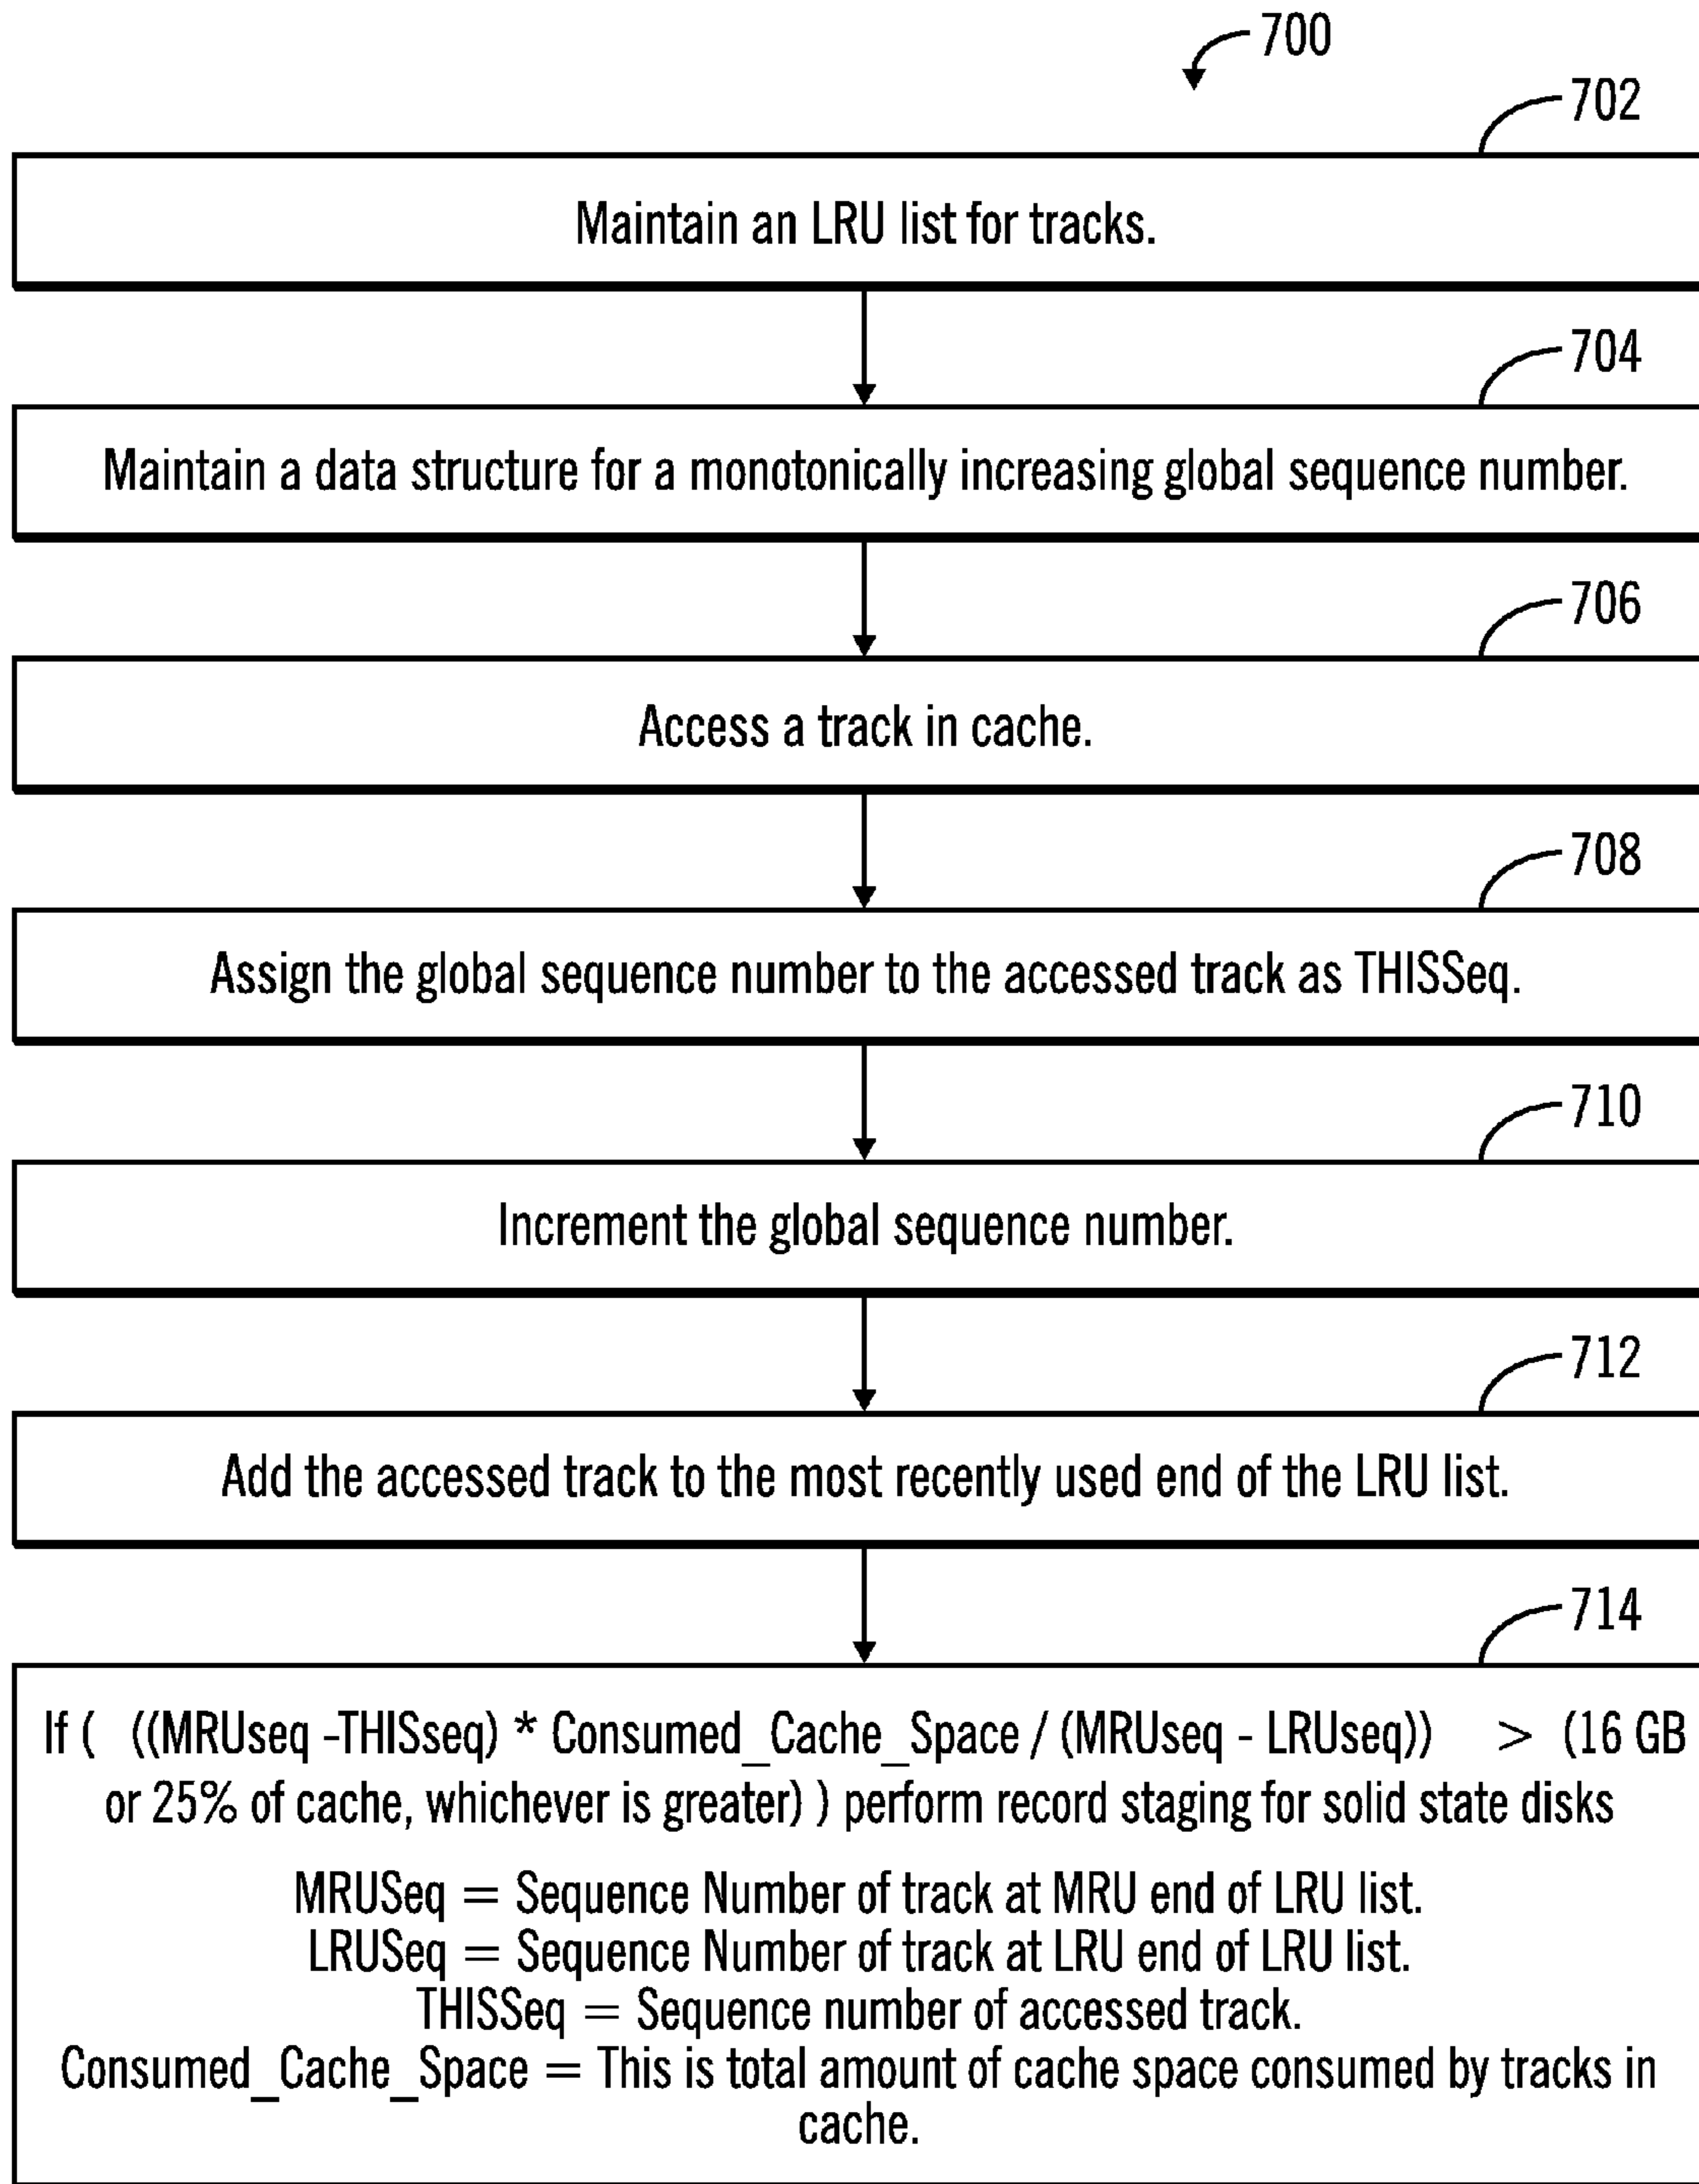 700
702
Maintain an LRU list for tracks.
704
Maintain a data structure for a monotonically increasing global sequence number.
706
Access a track in cache.
708
Assign the global sequence number to the accessed track as THISSeq.
710
Increment the global sequence number.
712
Add the accessed track to the most recently used end of the LRU list.
714
If ( ((MRUseq -THISseq) * Consumed_Cache_Space / (MRUseq - LRUseq)) > (16 GB
or 25% of cache, whichever is greater) ) perform record staging for solid state disks
MRUSeq = Sequence Number of track at MRU end of LRU list.
LRUSeq = Sequence Number of track at LRU end of LRU list.
THISSeq = Sequence number of accessed track.
Consumed_Cache_Space = This is total amount of cache space consumed by tracks in
cache.